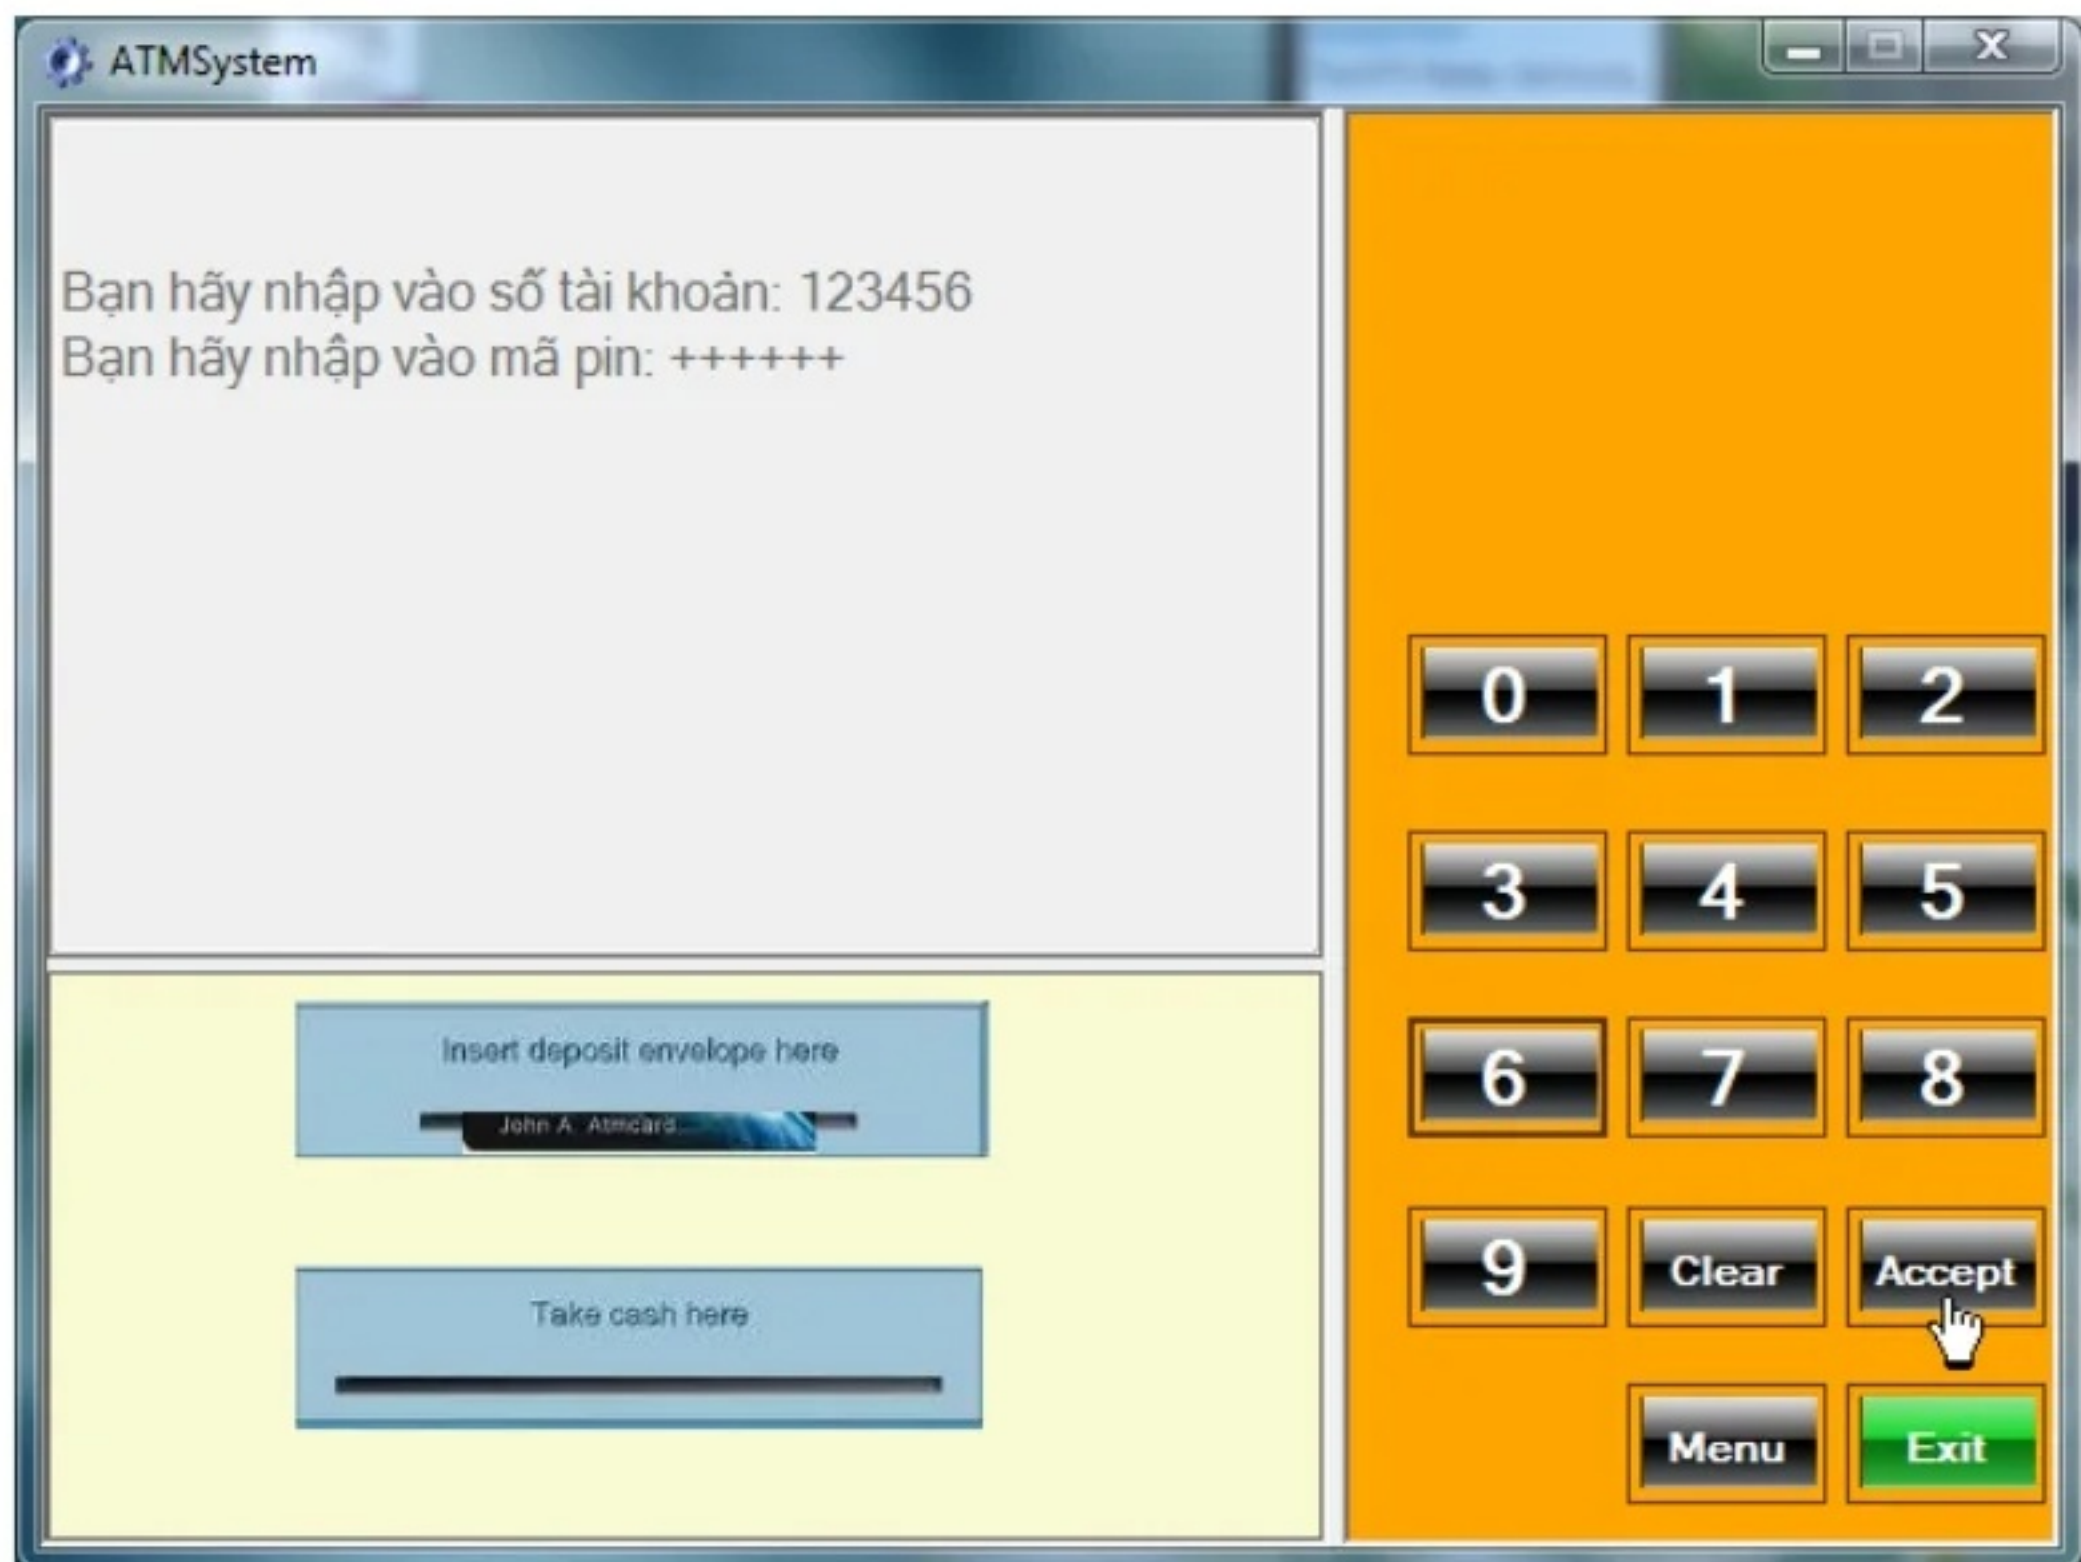 ATMSystem
Bạn hãy nhập vào số tài khoản: 123456
Bạn hãy nhập vào mã pin: ++++++
0 1 2
3 4 5
6 7 8
9 Clear Accept
Menu Exit
Insert deposit envelope here
John A. Atmcard
Take cash here